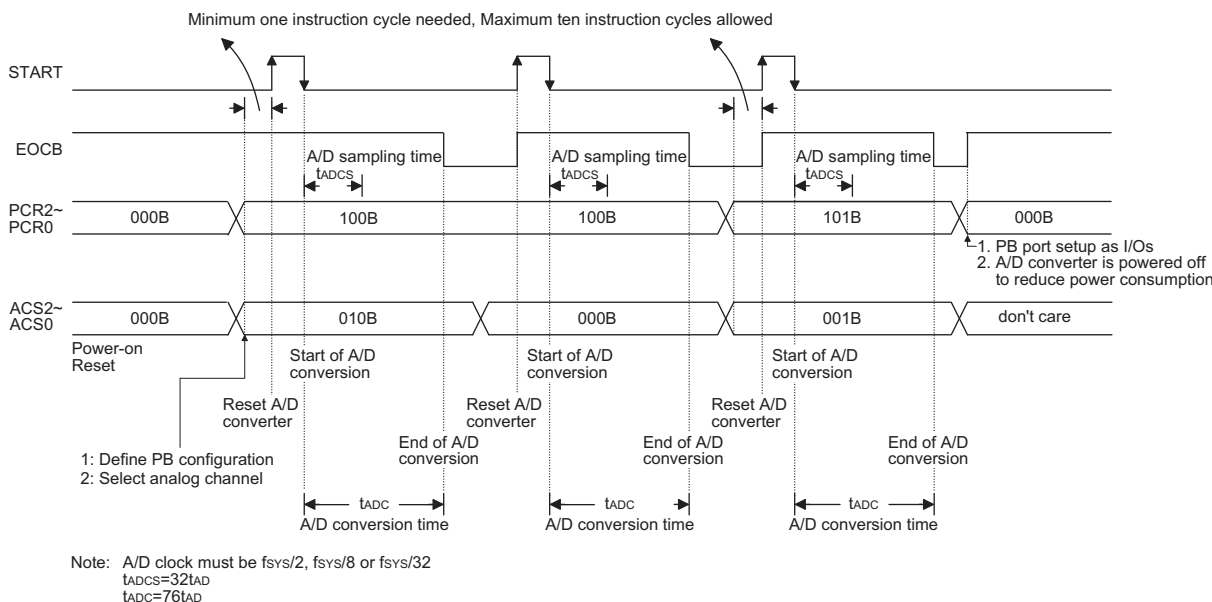 Minimum one instruction cycle needed, Maximum ten instruction cycles allowed
START
EOCB
A/D sampling time
tADCS
A/D sampling time
tADCS
A/D sampling time
tADCS
PCR2~
PCR0
000B
100B
100B
101B
000B
1. PB port setup as I/Os
2. A/D converter is powered off
to reduce power consumption
ACS2~
ACS0
000B
010B
000B
001B
don't care
Power-on
Reset
Start of A/D
conversion
Start of A/D
conversion
Start of A/D
conversion
Reset A/D
converter
Reset A/D
converter
Reset A/D
converter
End of A/D
conversion
End of A/D
conversion
End of A/D
conversion
1: Define PB configuration
2: Select analog channel
tADC
A/D conversion time
tADC
A/D conversion time
tADC
A/D conversion time
Note: A/D clock must be fSYS/2, fSYS/8 or fSYS/32
tADCS=32tAD
tADC=76tAD